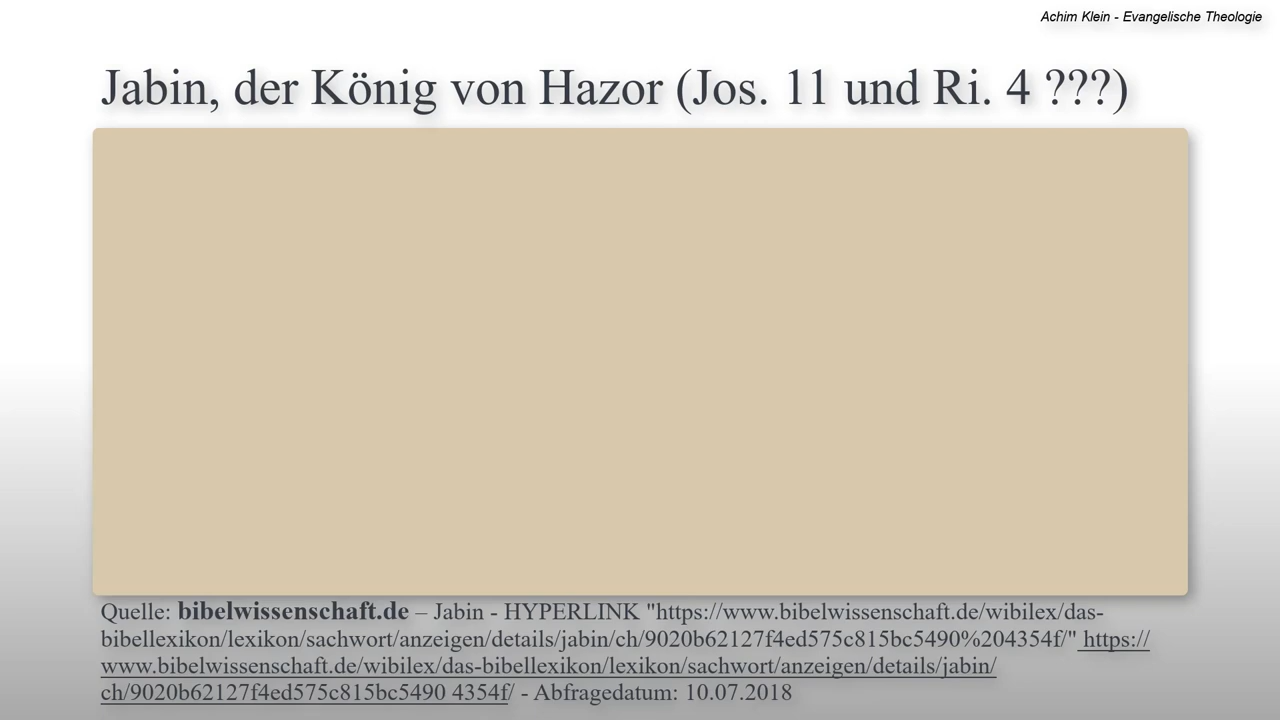 Achim Klein - Evangelische Theologie
Jabin, der König von Hazor (Jos. 11 und Ri. 4 ???)
Quelle: bibelwissenschaft.de – Jabin - HYPERLINK "https://www.bibelwissenschaft.de/wibilex/das-
bibellexikon/lexikon/sachwort/anzeigen/details/jabin/ch/9020b62127f4ed575c815bc5490%204354f/" https://
www.bibelwissenschaft.de/wibilex/das-bibellexikon/lexikon/sachwort/anzeigen/details/jabin/
ch/9020b62127f4ed575c815bc5490 4354f/ - Abfragedatum: 10.07.2018